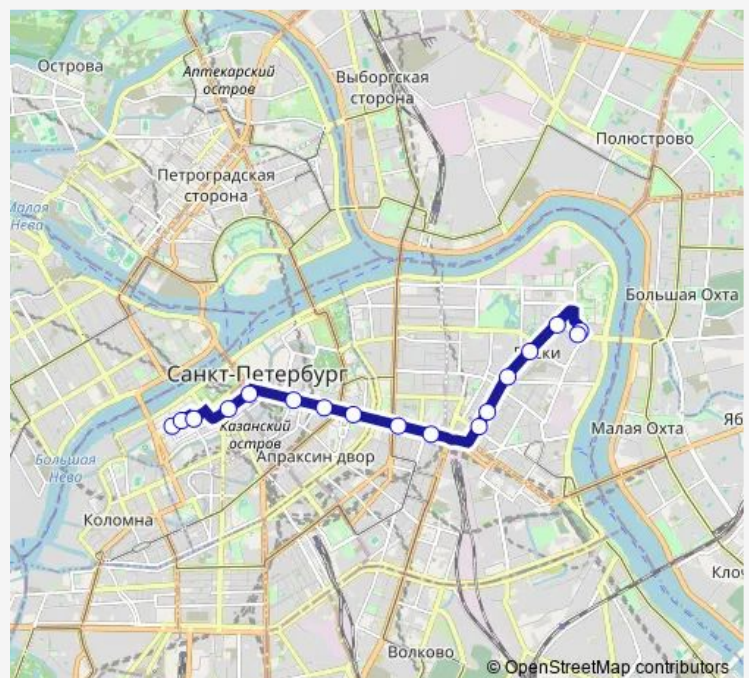 Острова
Аптекарский
остров
Выборгская
сторона
Полюстрово
Петроградская
сторона
Малая
Нева
Большая Охта
Санкт-Петербург
Казанский
остров
Апраксин двор
Малая Охта
Большая
Нева
Коломна
Волково
© OpenStreetMap contributors